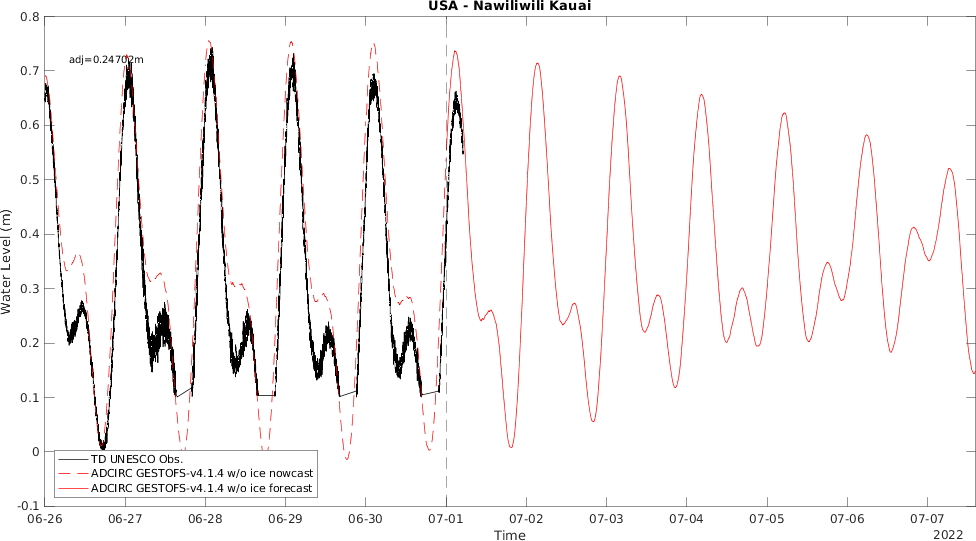 USA - Nawiliwili Kauai
adj=0.24702m
0.8
0.7
0.6
0.5
0.4
0.3
0.2
0.1
0
-0.1
Water Level (m)
TD UNESCO Obs.
ADCIRC GESTOFS-v4.1.4 w/o ice nowcast
ADCIRC GESTOFS-v4.1.4 w/o ice forecast
06-26 06-27 06-28 06-29 06-30 07-01 07-02 07-03 07-04 07-05 07-06 07-07
Time
2022